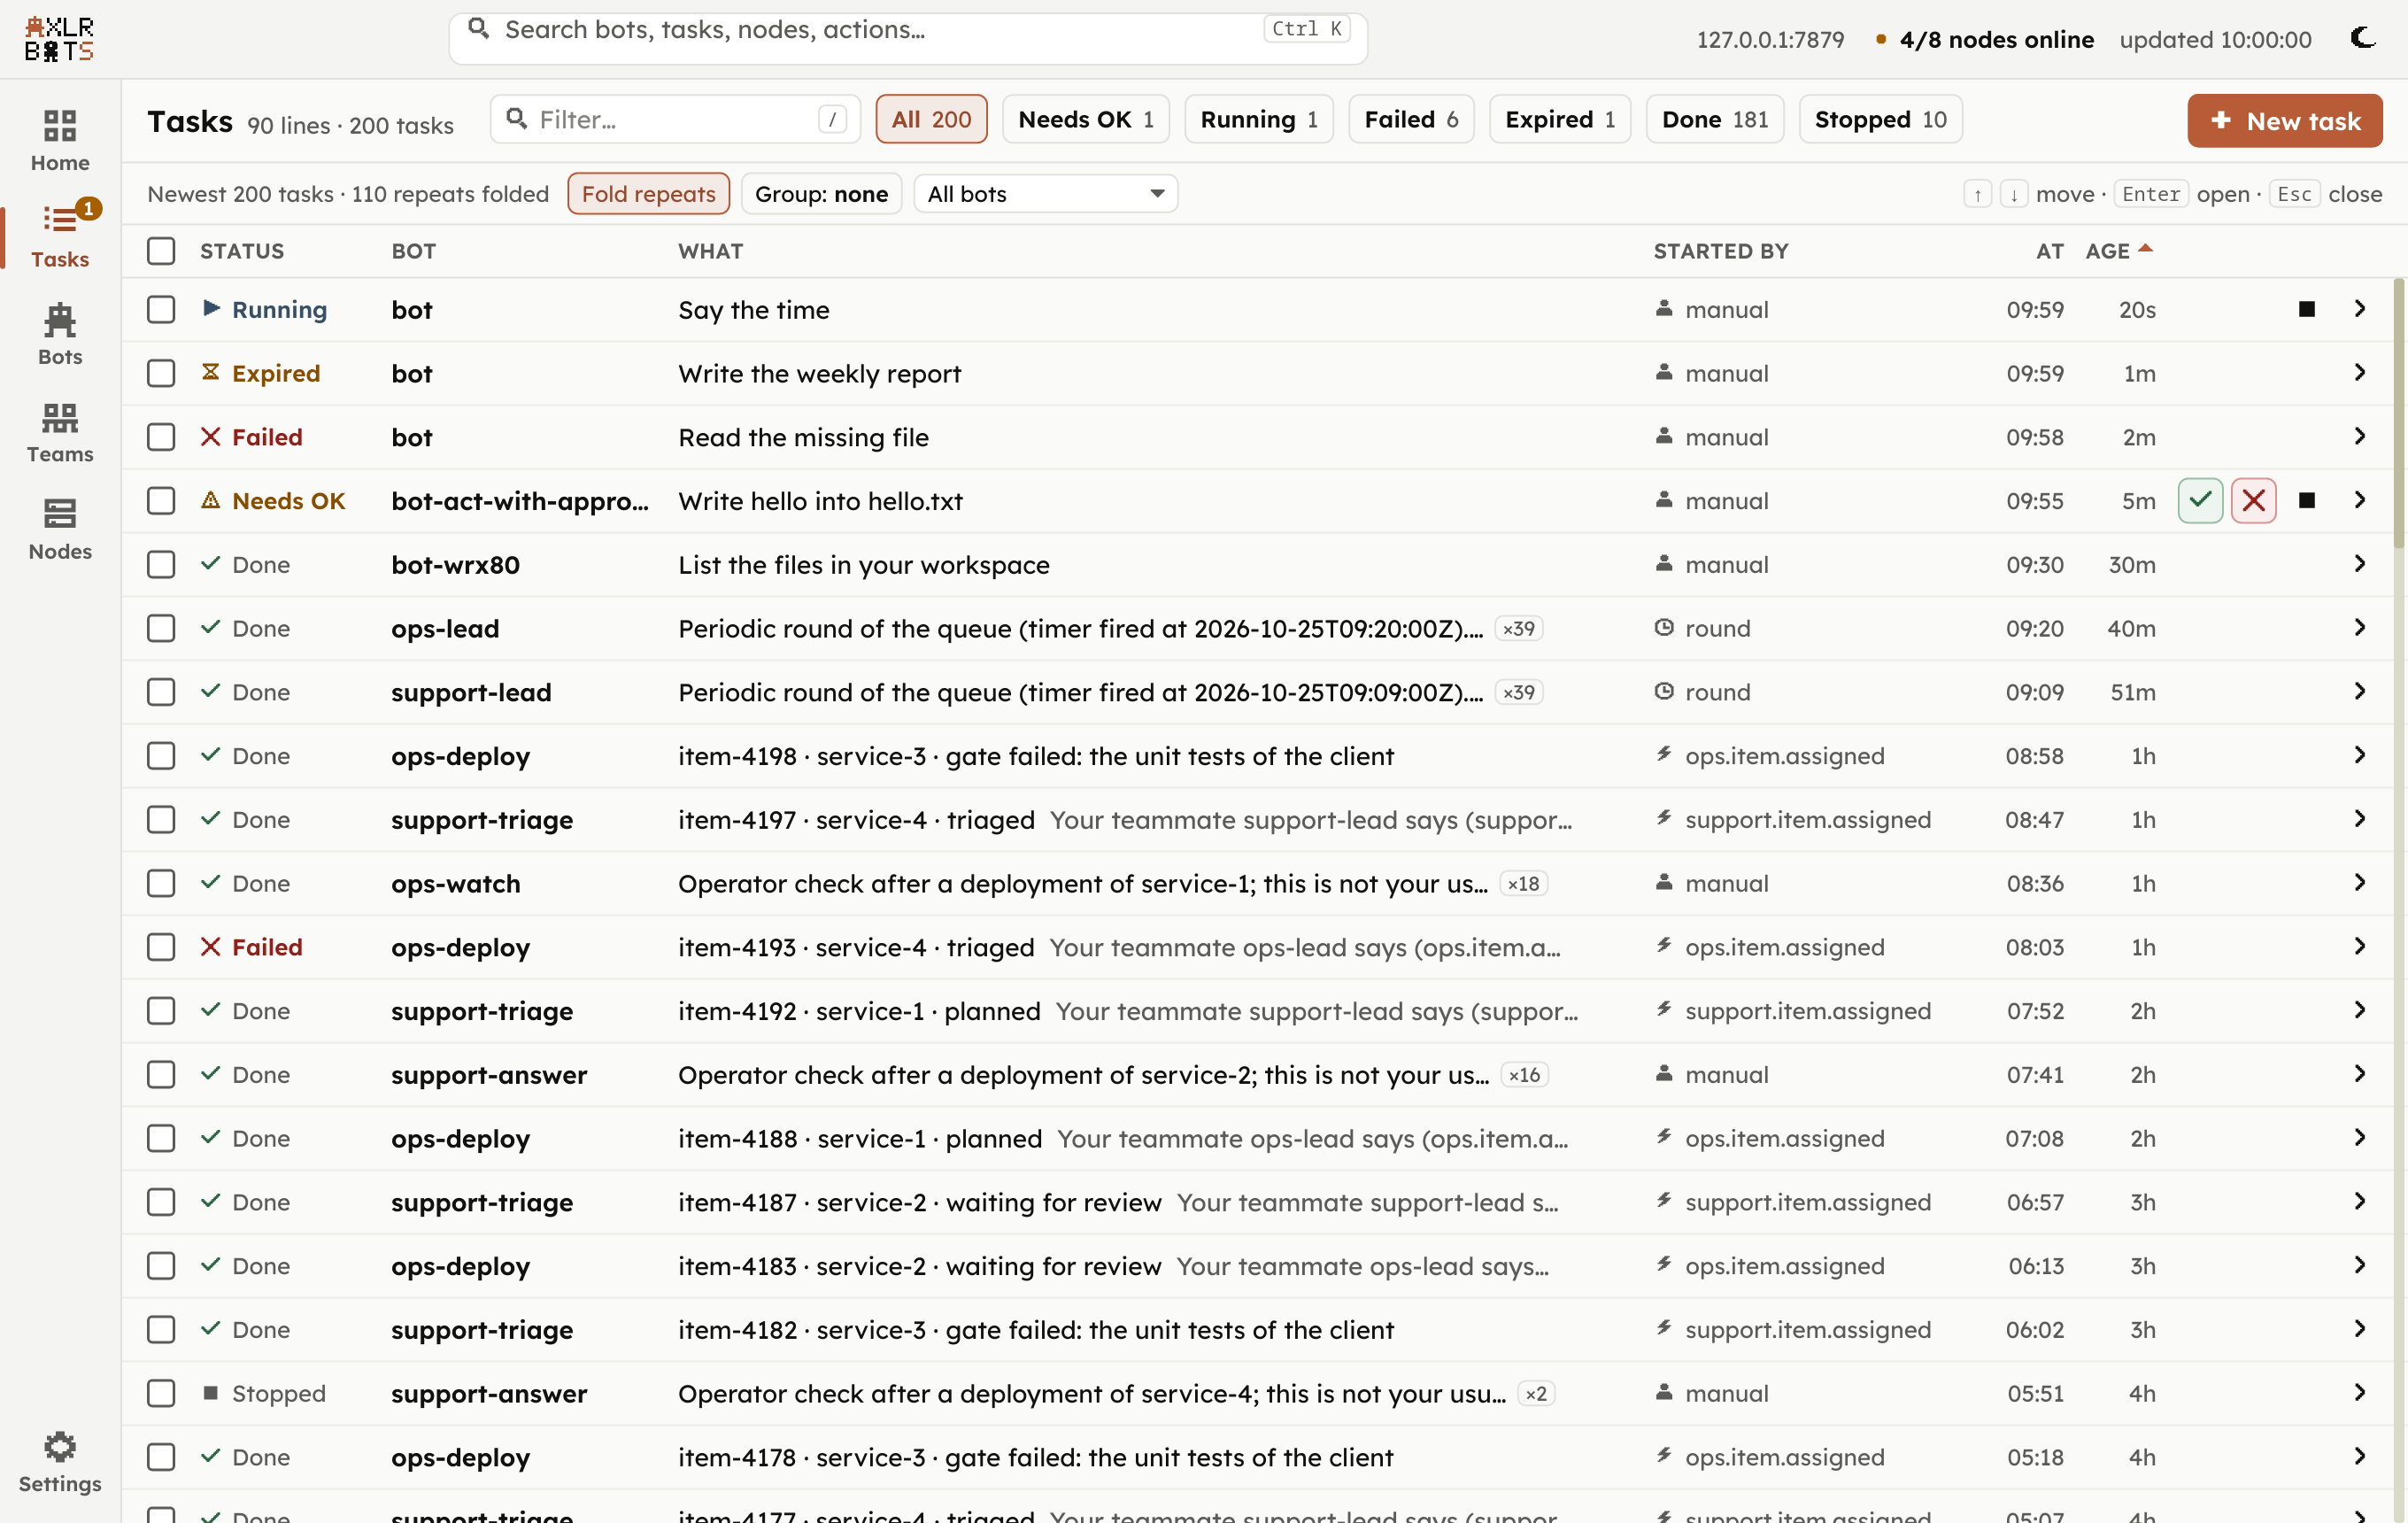 AXLR
BOTS
Search bots, tasks, nodes, actions... Ctrl K
127.0.0.1:7879 4/8 nodes online updated 10:00:00
Home
Tasks 1
Bots
Teams
Nodes
Settings
Tasks 90 lines · 200 tasks Filter... / All 200 Needs OK 1 Running 1 Failed 6 Expired 1 Done 181 Stopped 10 + New task
Newest 200 tasks · 110 repeats folded Fold repeats Group: none All bots ↑ ↓ move · Enter open · Esc close
STATUS BOT WHAT STARTED BY AT AGE
Running bot Say the time manual 09:59 20s
Expired bot Write the weekly report manual 09:59 1m
Failed bot Read the missing file manual 09:58 2m
Needs OK bot-act-with-appro... Write hello into hello.txt manual 09:55 5m
Done bot-wrx80 List the files in your workspace manual 09:30 30m
Done ops-lead Periodic round of the queue (timer fired at 2026-10-25T09:20:00Z).... ×39 round 09:20 40m
Done support-lead Periodic round of the queue (timer fired at 2026-10-25T09:09:00Z).... ×39 round 09:09 51m
Done ops-deploy item-4198 · service-3 · gate failed: the unit tests of the client ops.item.assigned 08:58 1h
Done support-triage item-4197 · service-4 · triaged Your teammate support-lead says (suppor... support.item.assigned 08:47 1h
Done ops-watch Operator check after a deployment of service-1; this is not your us... ×18 manual 08:36 1h
Failed ops-deploy item-4193 · service-4 · triaged Your teammate ops-lead says (ops.item.a... ops.item.assigned 08:03 1h
Done support-triage item-4192 · service-1 · planned Your teammate support-lead says (suppor... support.item.assigned 07:52 2h
Done support-answer Operator check after a deployment of service-2; this is not your us... ×16 manual 07:41 2h
Done ops-deploy item-4188 · service-1 · planned Your teammate ops-lead says (ops.item.a... ops.item.assigned 07:08 2h
Done support-triage item-4187 · service-2 · waiting for review Your teammate support-lead s... support.item.assigned 06:57 3h
Done ops-deploy item-4183 · service-2 · waiting for review Your teammate ops-lead says... ops.item.assigned 06:13 3h
Done support-triage item-4182 · service-3 · gate failed: the unit tests of the client support.item.assigned 06:02 3h
Stopped support-answer Operator check after a deployment of service-4; this is not your usu... ×2 manual 05:51 4h
Done ops-deploy item-4178 · service-3 · gate failed: the unit tests of the client ops.item.assigned 05:18 4h
Done support-triage item-4177 · service-4 · triaged Your teammate support-lead says (suppor... support.item.assigned 05:07 4h